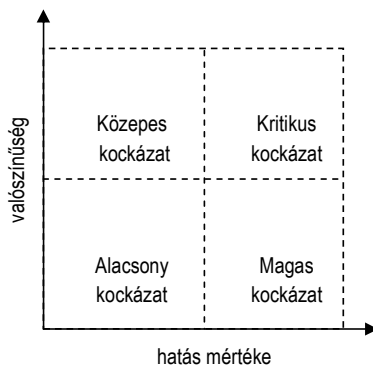 valószínűség
Közepes
kockázat
Kritikus
kockázat
Alacsony
kockázat
Magas
kockázat
hatás mértéke